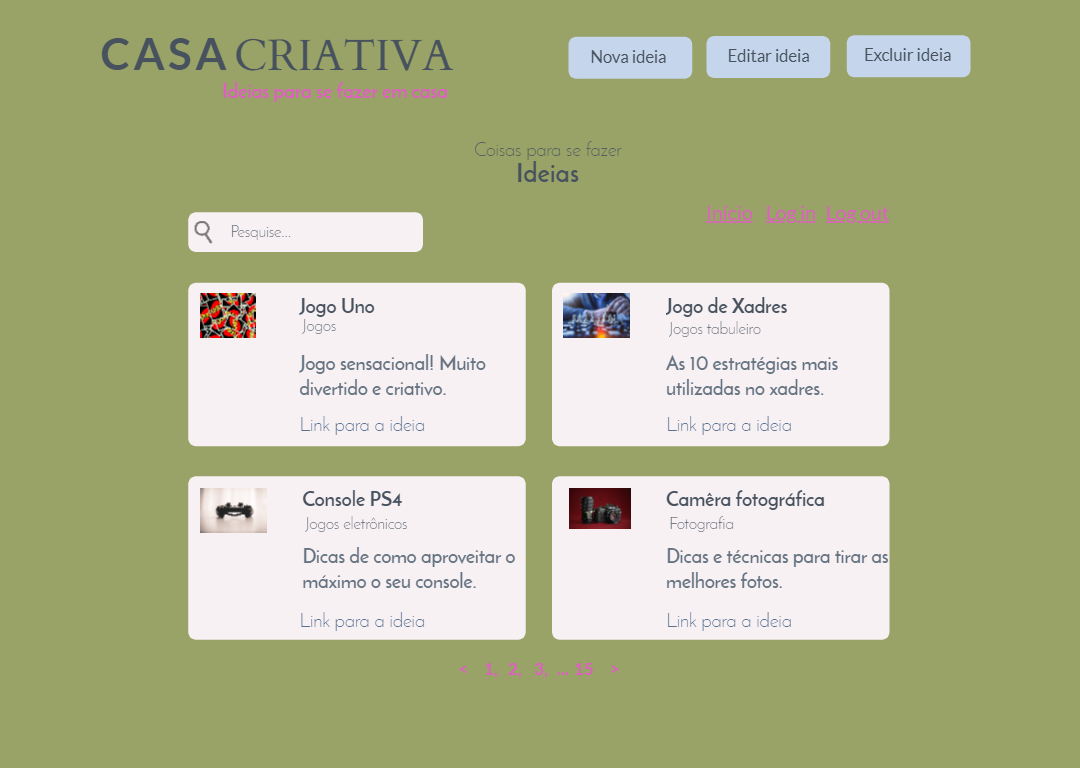 CASA CRIATIVA
Ideias para se fazer em casa
Nova ideia
Editar ideia
Excluir ideia
Coisas para se fazer
Ideias
Início Login Logout
Pesquise...
Jogo Uno
Jogos
Jogo sensacional! Muito
divertido e criativo.
Link para a ideia
Jogo de Xadres
Jogos tabuleiro
As 10 estratégias mais
utilizadas no xadres.
Link para a ideia
Console PS4
Jogos eletrônicos
Dicas de como aproveitar o
máximo o seu console.
Link para a ideia
Camêra fotográfica
Fotografia
Dicas e técnicas para tirar as
melhores fotos.
Link para a ideia
< 1, 2, 3, ... 15 >